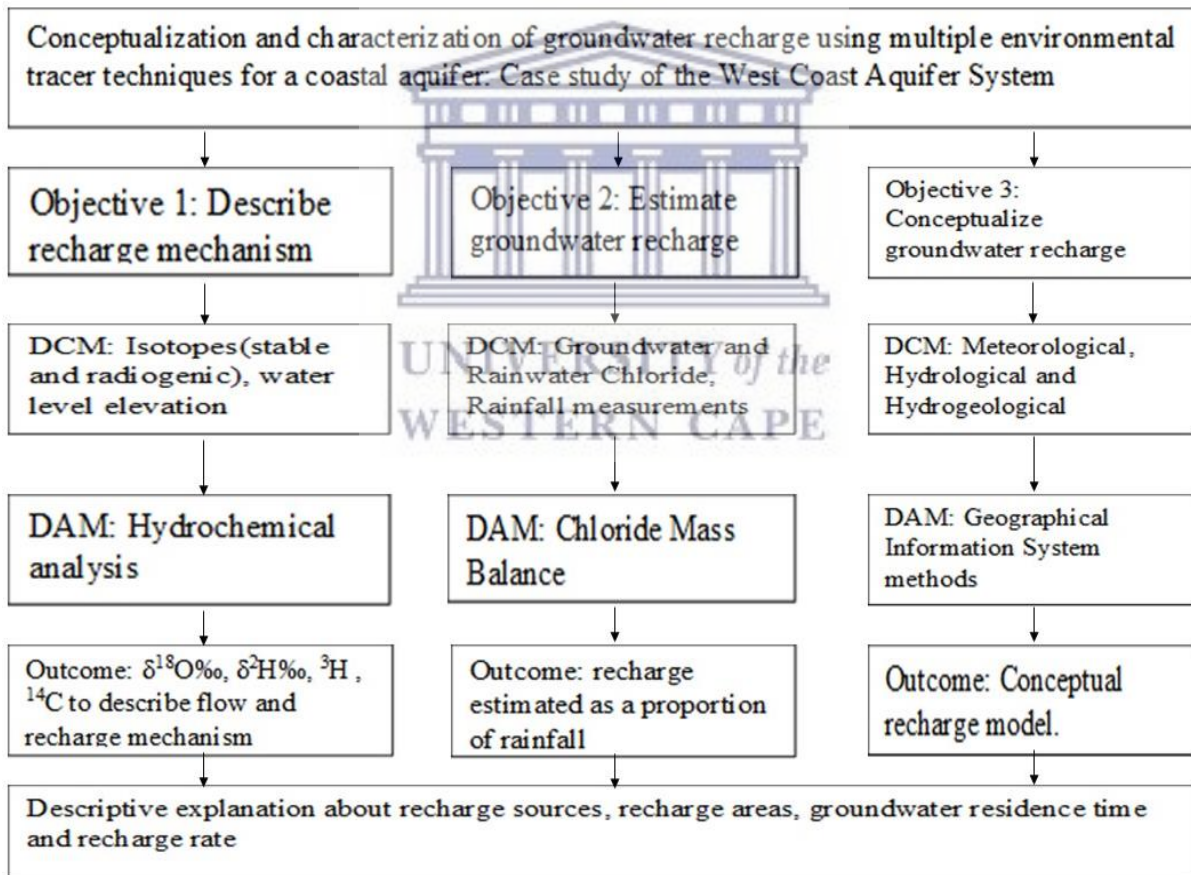 Conceptualization and characterization of groundwater recharge using multiple environmental
tracer techniques for a coastal aquifer: Case study of the West Coast Aquifer System
Objective 1: Describe
recharge mechanism
Objective 2: Estimate
groundwater recharge
Objective 3:
Conceptualize
groundwater recharge
DCM: Isotopes(stable
and radiogenic), water
level elevation
DCM: Groundwater and
Rainwater Chloride,
Rainfall measurements
DCM: Meteorological,
Hydrological and
Hydrogeological
UNIVERSITY of the
WESTERN CAPE
DAM: Hydrochemical
analysis
DAM: Chloride Mass
Balance
DAM: Geographical
Information System
methods
Outcome: δ¹⁸O‰, δ²H‰, ³H ,
¹⁴C to describe flow and
recharge mechanism
Outcome: recharge
estimated as a proportion
of rainfall
Outcome: Conceptual
recharge model.
Descriptive explanation about recharge sources, recharge areas, groundwater residence time
and recharge rate